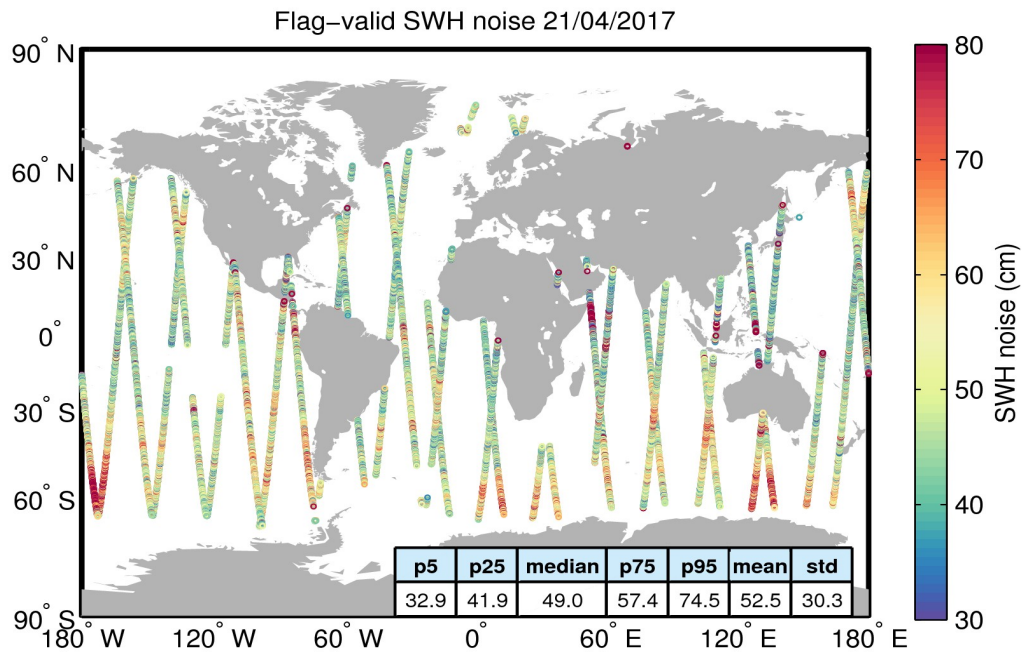 Flag−valid SWH noise 21/04/2017
90° N
60° N
30° N
0°
30° S
60° S
90° S
180° W 120° W 60° W 0° 60° E 120° E 180° E
p5 p25 median p75 p95 mean std
32.9 41.9 49.0 57.4 74.5 52.5 30.3
80
70
60
50
40
30
SWH noise (cm)